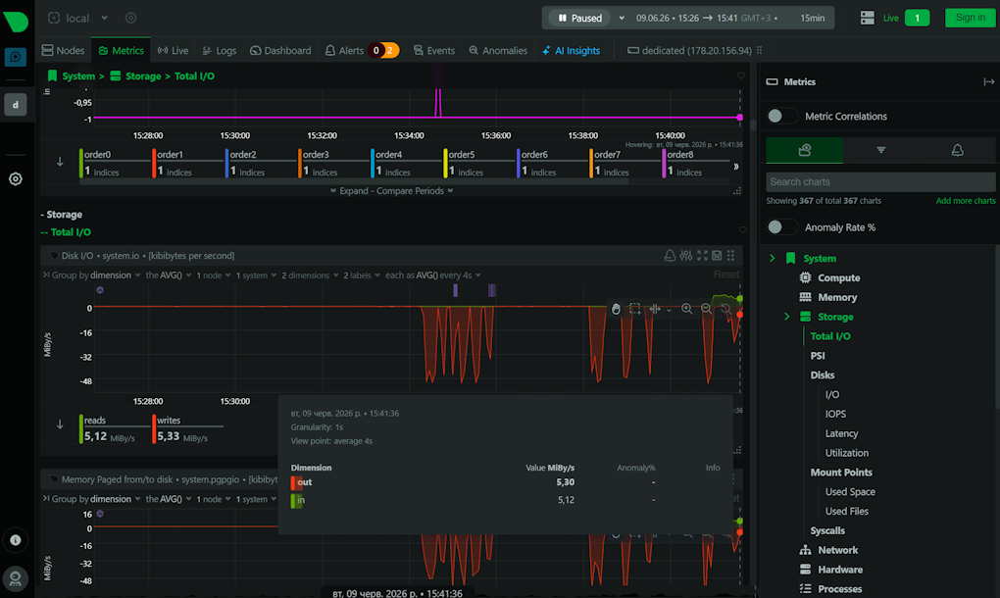 local
Paused
09.06.26 • 15:26 → 15:41 GMT+3 •
15min
Live
1
Sign in
Nodes
Metrics
Live
Logs
Dashboard
Alerts
0
2
Events
Anomalies
AI Insights
dedicated (178.20.156.94)
d
System > Storage > Total I/O
in
-0,95
-1
15:28:00
15:30:00
15:32:00
15:34:00
15:36:00
15:38:00
15:40:00
Hovering: вт, 09 черв. 2026 р. • 15:41:36
order0
order1
order2
order3
order4
order5
order6
order7
order8
1 indices
1 indices
1 indices
1 indices
1 indices
1 indices
1 indices
1 indices
1 indices
Expand - Compare Periods
- Storage
-- Total I/O
Disk I/O • system.io • [kibibytes per second]
Group by dimension
the AVG()
1 node
1 system
2 dimensions
2 labels
each as AVG() every 4s
Reset
MiBy/s
0
-16
-32
-48
15:28:00
15:30:00
:36
reads
5,12 MiBy/s
writes
5,33 MiBy/s
вт, 09 черв. 2026 р. • 15:41:36
Granularity: 1s
View point: average 4s
Dimension
Value MiBy/s
Anomaly%
Info
out
5,30
-
in
5,12
-
Memory Paged from/to disk • system.pgpgio • [kibibyt
Group by dimension
the AVG()
1 node
1 system
MiBy/s
16
0
-16
-32
-48
вт, 09 черв. 2026 р. • 15:41:36
Metrics
Metric Correlations
Search charts
Showing 367 of total 367 charts
Add more charts
Anomaly Rate %
System
Compute
Memory
Storage
Total I/O
PSI
Disks
I/O
IOPS
Latency
Utilization
Mount Points
Used Space
Used Files
Syscalls
Network
Hardware
Processes